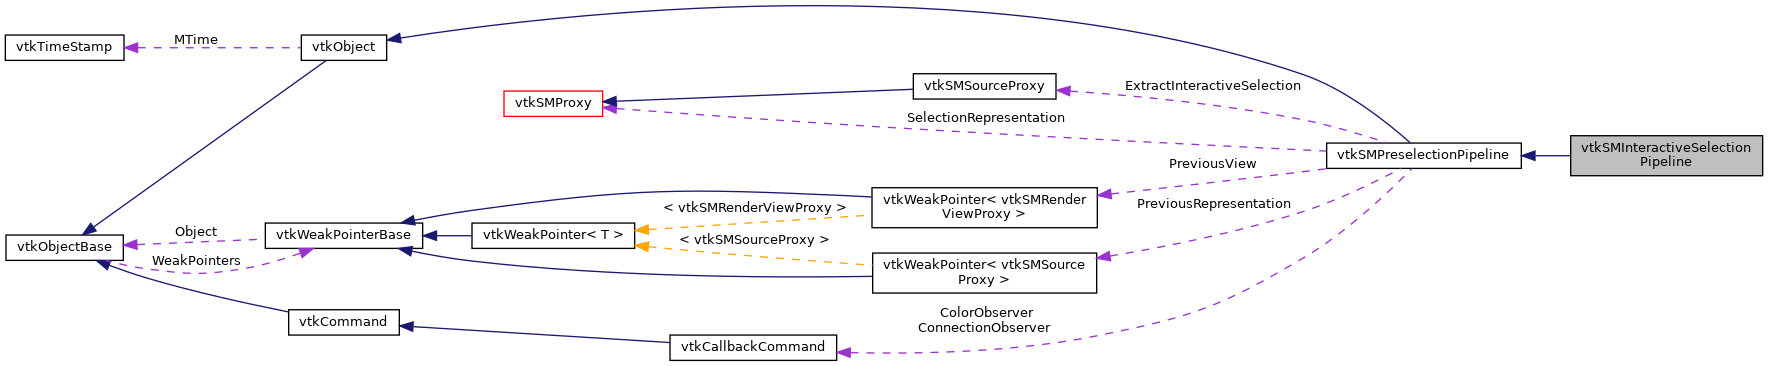 vtkTimeStamp
MTime
vtkObject
vtkSMProxy
vtkSMSourceProxy
ExtractInteractiveSelection
SelectionRepresentation
vtkSMPreselectionPipeline
vtkSMInteractiveSelection
Pipeline
PreviousView
PreviousRepresentation
vtkWeakPointer< vtkSMRender
ViewProxy >
< vtkSMRenderViewProxy >
vtkObjectBase
Object
WeakPointers
vtkWeakPointerBase
vtkWeakPointer< T >
< vtkSMSourceProxy >
vtkWeakPointer< vtkSMSource
Proxy >
vtkCommand
ColorObserver
ConnectionObserver
vtkCallbackCommand